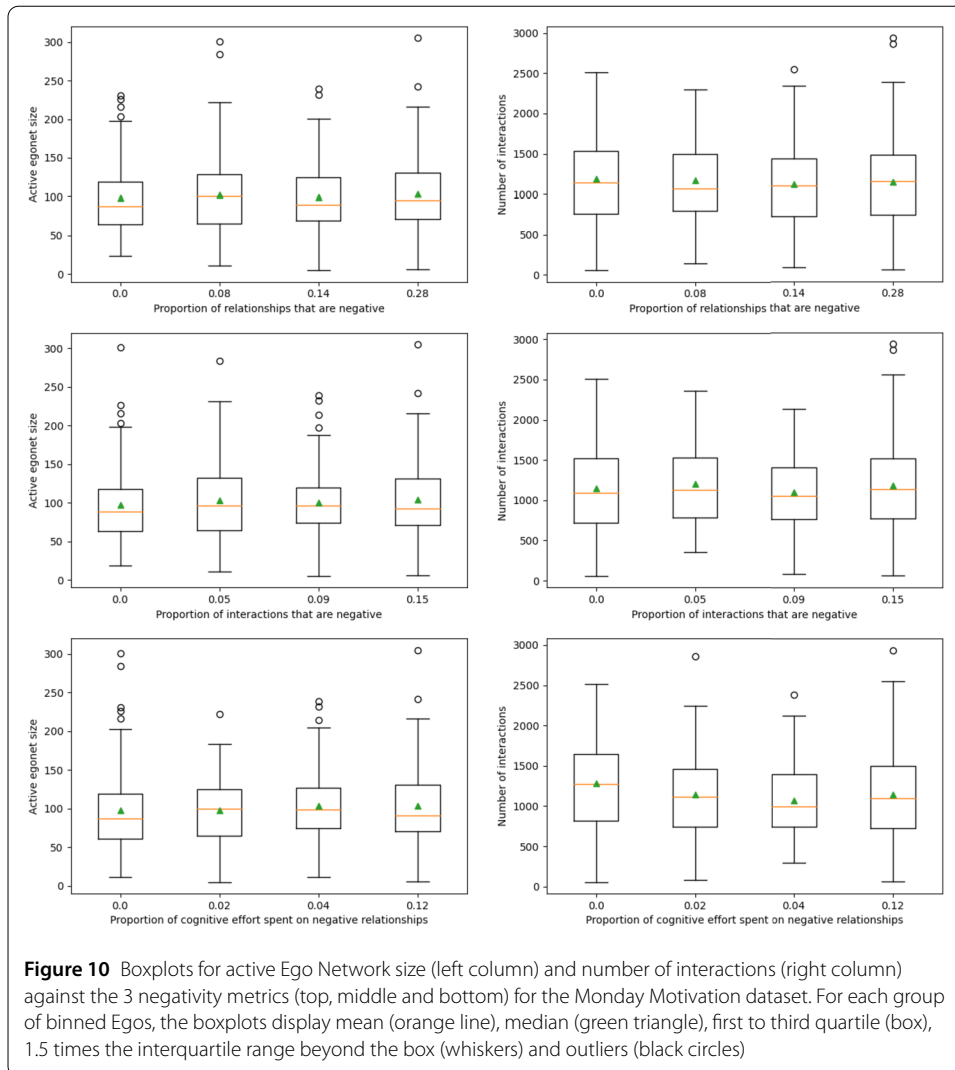 300
250
200
150
100
50
0
Active egonet size
0.0 0.08 0.14 0.28
Proportion of relationships that are negative
3000
2500
2000
1500
1000
500
0
Number of interactions
0.0 0.08 0.14 0.28
Proportion of relationships that are negative
300
250
200
150
100
50
0
Active egonet size
0.0 0.05 0.09 0.15
Proportion of interactions that are negative
3000
2500
2000
1500
1000
500
0
Number of interactions
0.0 0.05 0.09 0.15
Proportion of interactions that are negative
300
250
200
150
100
50
0
Active egonet size
0.0 0.02 0.04 0.12
Proportion of cognitive effort spent on negative relationships
3000
2500
2000
1500
1000
500
0
Number of interactions
0.0 0.02 0.04 0.12
Proportion of cognitive effort spent on negative relationships
Figure 10 Boxplots for active Ego Network size (left column) and number of interactions (right column)
against the 3 negativity metrics (top, middle and bottom) for the Monday Motivation dataset. For each group
of binned Egos, the boxplots display mean (orange line), median (green triangle), first to third quartile (box),
1.5 times the interquartile range beyond the box (whiskers) and outliers (black circles)